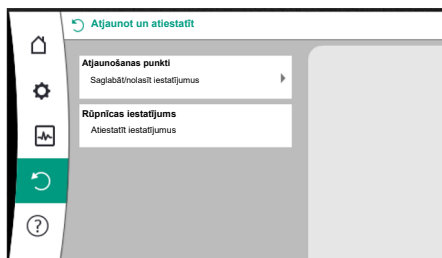 Atjaunot un atiestatīt
Atjaunošanas punkti
Saglabāt/nolasīt iestatījumus
Rūpnīcas iestatījums
Atiestatīt iestatījumus